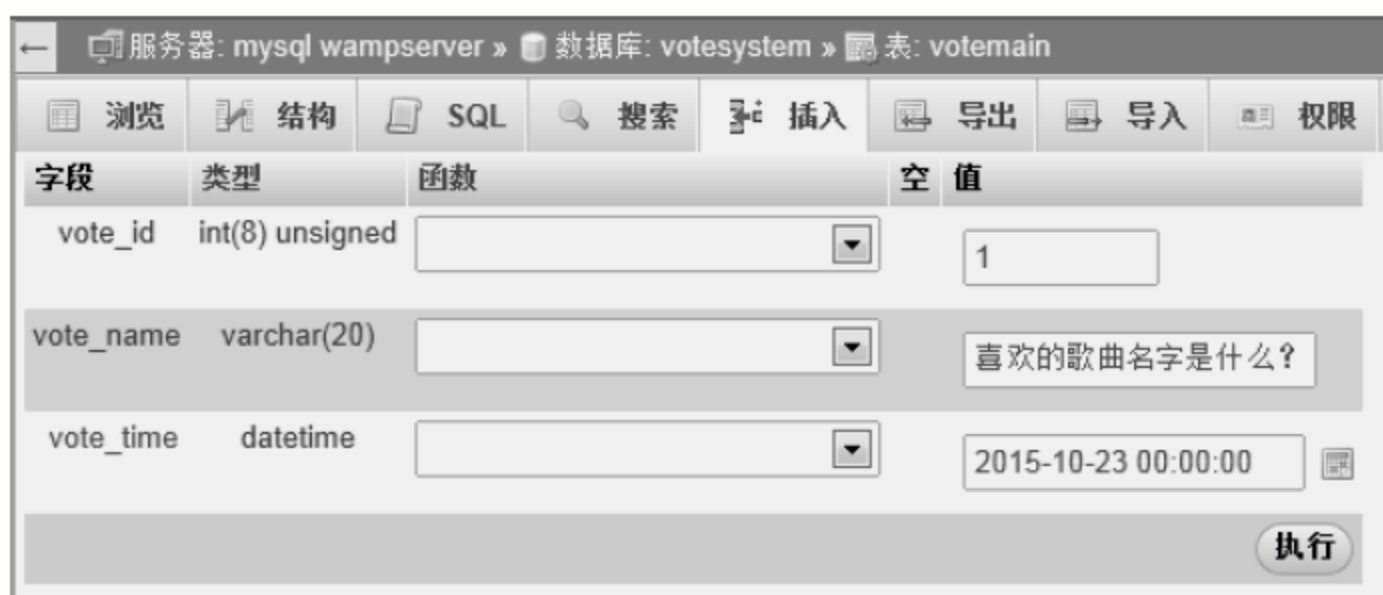 ← 服务器: mysql wampserver » 数据库: votesystem » 表: votemain
浏览 结构 SQL 搜索 插入 导出 导入 权限
字段 类型 函数 空 值
vote_id int(8) unsigned 1
vote_name varchar(20) 喜欢的歌曲名字是什么?
vote_time datetime 2015-10-23 00:00:00
执行